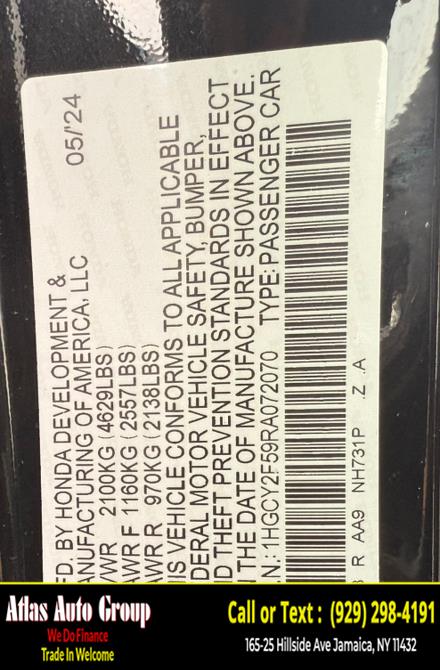 FD. BY HONDA DEVELOPMENT &
ANUFACTURING OF AMERICA, LLC 05/'24
VWR 2100KG (4629LBS)
AWR F 1160KG (2557LBS)
AWR R 970KG (2138LBS)
IS VEHICLE CONFORMS TO ALL APPLICABLE
DERAL MOTOR VEHICLE SAFETY, BUMPER,
D THEFT PREVENTION STANDARDS IN EFFECT
N THE DATE OF MANUFACTURE SHOWN ABOVE.
.N.: 1HGCY2F59RA072070 TYPE: PASSENGER CAR
R AA9 NH731P Z .A
Atlas Auto Group
We Do Finance
Trade In Welcome
Call or Text : (929) 298-4191
165-25 Hillside Ave Jamaica, NY 11432